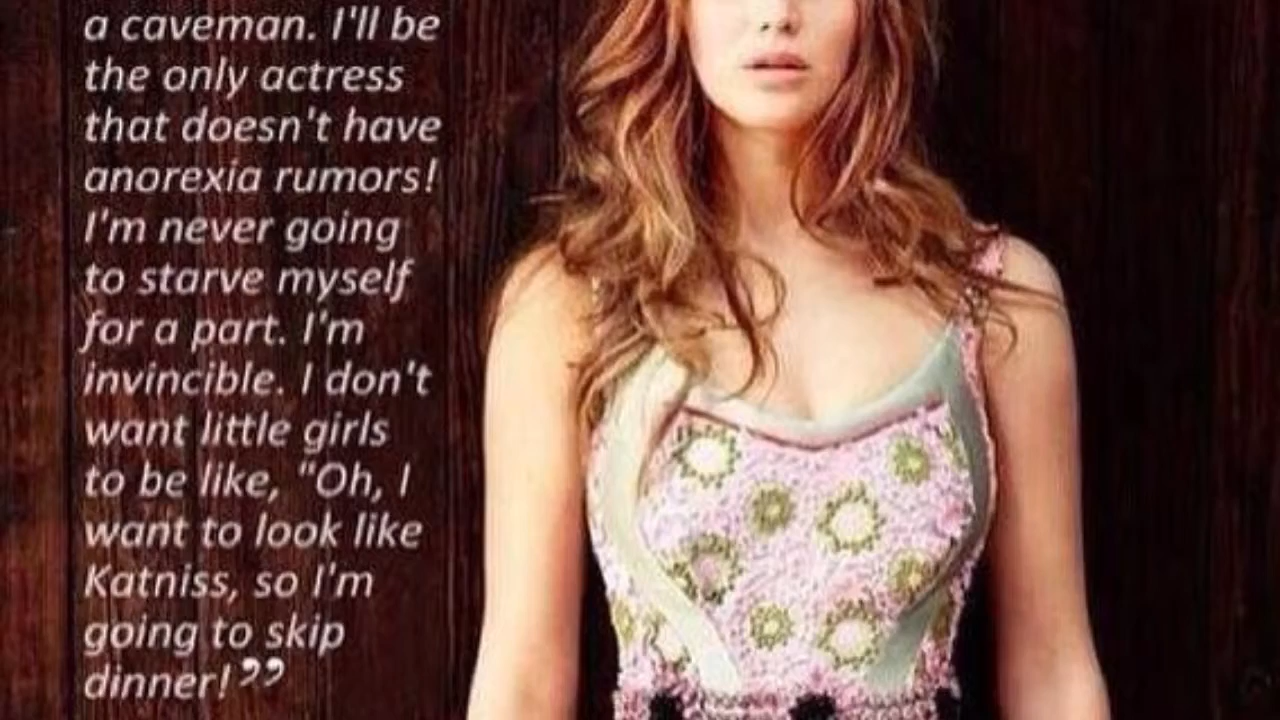 a caveman. I'll be
the only actress
that doesn't have
anorexia rumors!
I'm never going
to starve myself
for a part. I'm
invincible. I don't
want little girls
to be like, "Oh, I
want to look like
Katniss, so I'm
going to skip
dinner!”